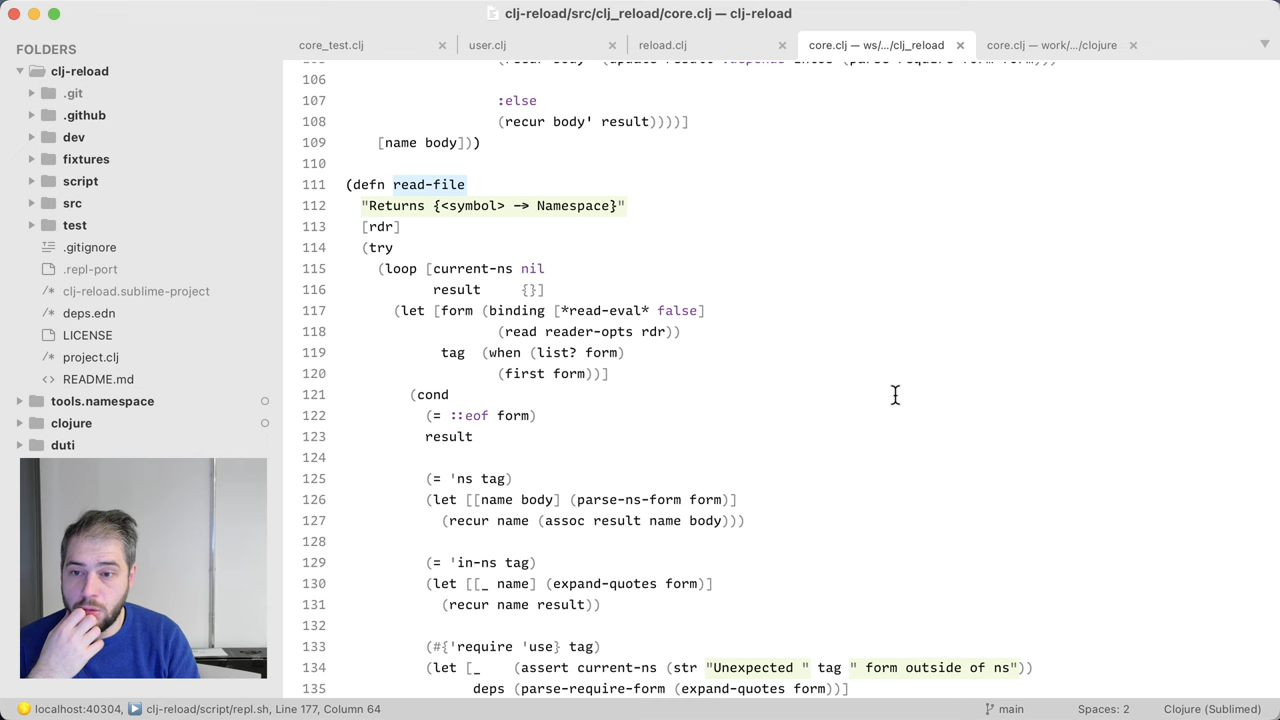 clj-reload/src/clj_reload/core.clj — clj-reload
FOLDERS
clj-reload
.git
.github
dev
fixtures
script
src
test
.gitignore
.repl-port
clj-reload.sublime-project
deps.edn
LICENSE
project.clj
README.md
tools.namespace
clojure
duti
core_test.clj
user.clj
reload.clj
core.clj — ws/.../clj_reload
core.clj — work/.../clojure
106
107 :else
108 (recur body' result))))]
109 [name body]))
110
111 (defn read-file
112 "Returns {<symbol> -> Namespace}"
113 [rdr]
114 (try
115 (loop [current-ns nil
116 result {}]
117 (let [form (binding [*read-eval* false]
118 (read reader-opts rdr))
119 tag (when (list? form)
120 (first form))]
121 (cond
122 (= ::eof form)
123 result
124
125 (= 'ns tag)
126 (let [[name body] (parse-ns-form form)]
127 (recur name (assoc result name body)))
128
129 (= 'in-ns tag)
130 (let [[_ name] (expand-quotes form)]
131 (recur name result))
132
133 (#{'require 'use} tag)
134 (let [_ (assert current-ns (str "Unexpected " tag " form outside of ns"))
135 deps (parse-require-form (expand-quotes form))]
localhost:40304, clj-reload/script/repl.sh, Line 177, Column 64
main
Spaces: 2
Clojure (Sublimed)